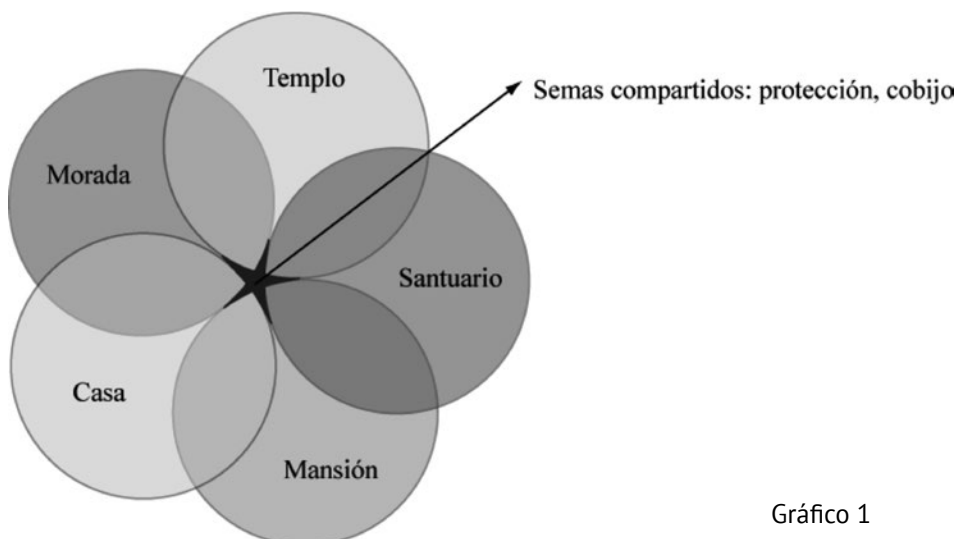 Templo
Semas compartidos: protección, cobijo
Morada
Santuario
Casa
Mansión
Gráfico 1